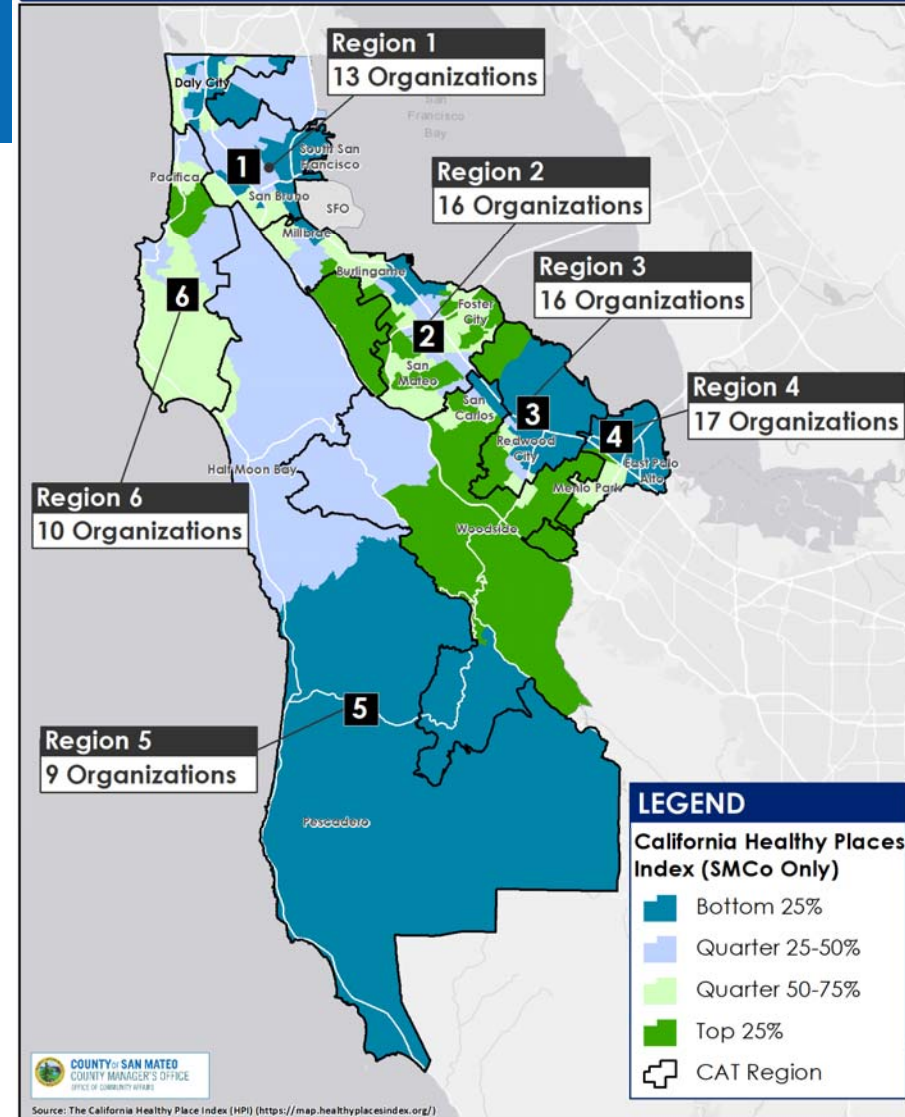 Region 1
13 Organizations
Daly City
San
Francisco
Bay
1
South San
Francisco
Pacifica
San Bruno
SFO
Region 2
16 Organizations
Millbrae
Burlingame
Region 3
16 Organizations
6
Foster
City
2
San
Mateo
Region 4
17 Organizations
San
Carlos
3
Redwood
City
4
East Palo
Alto
Half Moon Bay
Menlo Park
Region 6
10 Organizations
Woodside
5
Region 5
9 Organizations
Pescadero
LEGEND
California Healthy Places
Index (SMCo Only)
Bottom 25%
Quarter 25-50%
Quarter 50-75%
Top 25%
CAT Region
COUNTY OF SAN MATEO
COUNTY MANAGER'S OFFICE
OFFICE OF COMMUNITY AFFAIRS
Source: The California Healthy Place Index (HPI) (https://map.healthyplacesindex.org/)